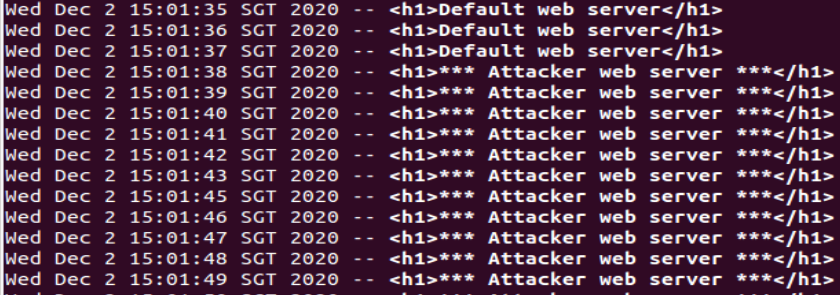 Wed Dec 2 15:01:35 SGT 2020 -- <h1>Default web server</h1>
Wed Dec 2 15:01:36 SGT 2020 -- <h1>Default web server</h1>
Wed Dec 2 15:01:37 SGT 2020 -- <h1>Default web server</h1>
Wed Dec 2 15:01:38 SGT 2020 -- <h1>*** Attacker web server ***</h1>
Wed Dec 2 15:01:39 SGT 2020 -- <h1>*** Attacker web server ***</h1>
Wed Dec 2 15:01:40 SGT 2020 -- <h1>*** Attacker web server ***</h1>
Wed Dec 2 15:01:41 SGT 2020 -- <h1>*** Attacker web server ***</h1>
Wed Dec 2 15:01:42 SGT 2020 -- <h1>*** Attacker web server ***</h1>
Wed Dec 2 15:01:43 SGT 2020 -- <h1>*** Attacker web server ***</h1>
Wed Dec 2 15:01:45 SGT 2020 -- <h1>*** Attacker web server ***</h1>
Wed Dec 2 15:01:46 SGT 2020 -- <h1>*** Attacker web server ***</h1>
Wed Dec 2 15:01:47 SGT 2020 -- <h1>*** Attacker web server ***</h1>
Wed Dec 2 15:01:48 SGT 2020 -- <h1>*** Attacker web server ***</h1>
Wed Dec 2 15:01:49 SGT 2020 -- <h1>*** Attacker web server ***</h1>